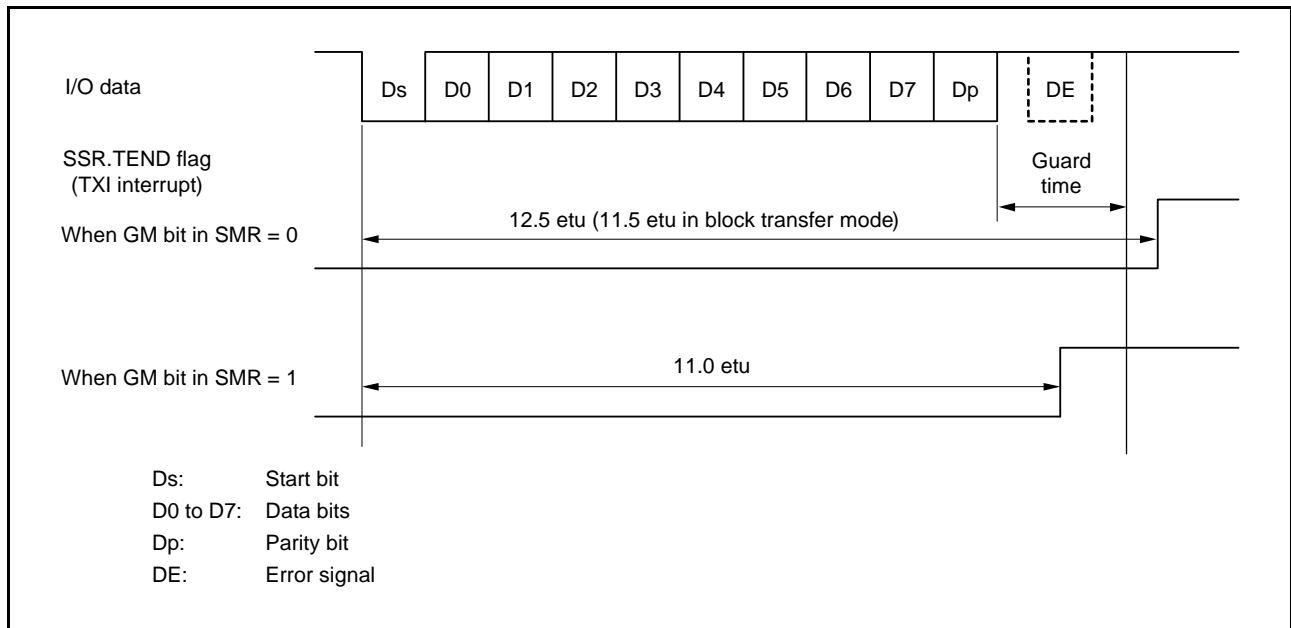 I/O data
Ds D0 D1 D2 D3 D4 D5 D6 D7 Dp DE
SSR.TEND flag
(TXI interrupt)
Guard
time
When GM bit in SMR = 0
12.5 etu (11.5 etu in block transfer mode)
When GM bit in SMR = 1
11.0 etu
Ds: Start bit
D0 to D7: Data bits
Dp: Parity bit
DE: Error signal